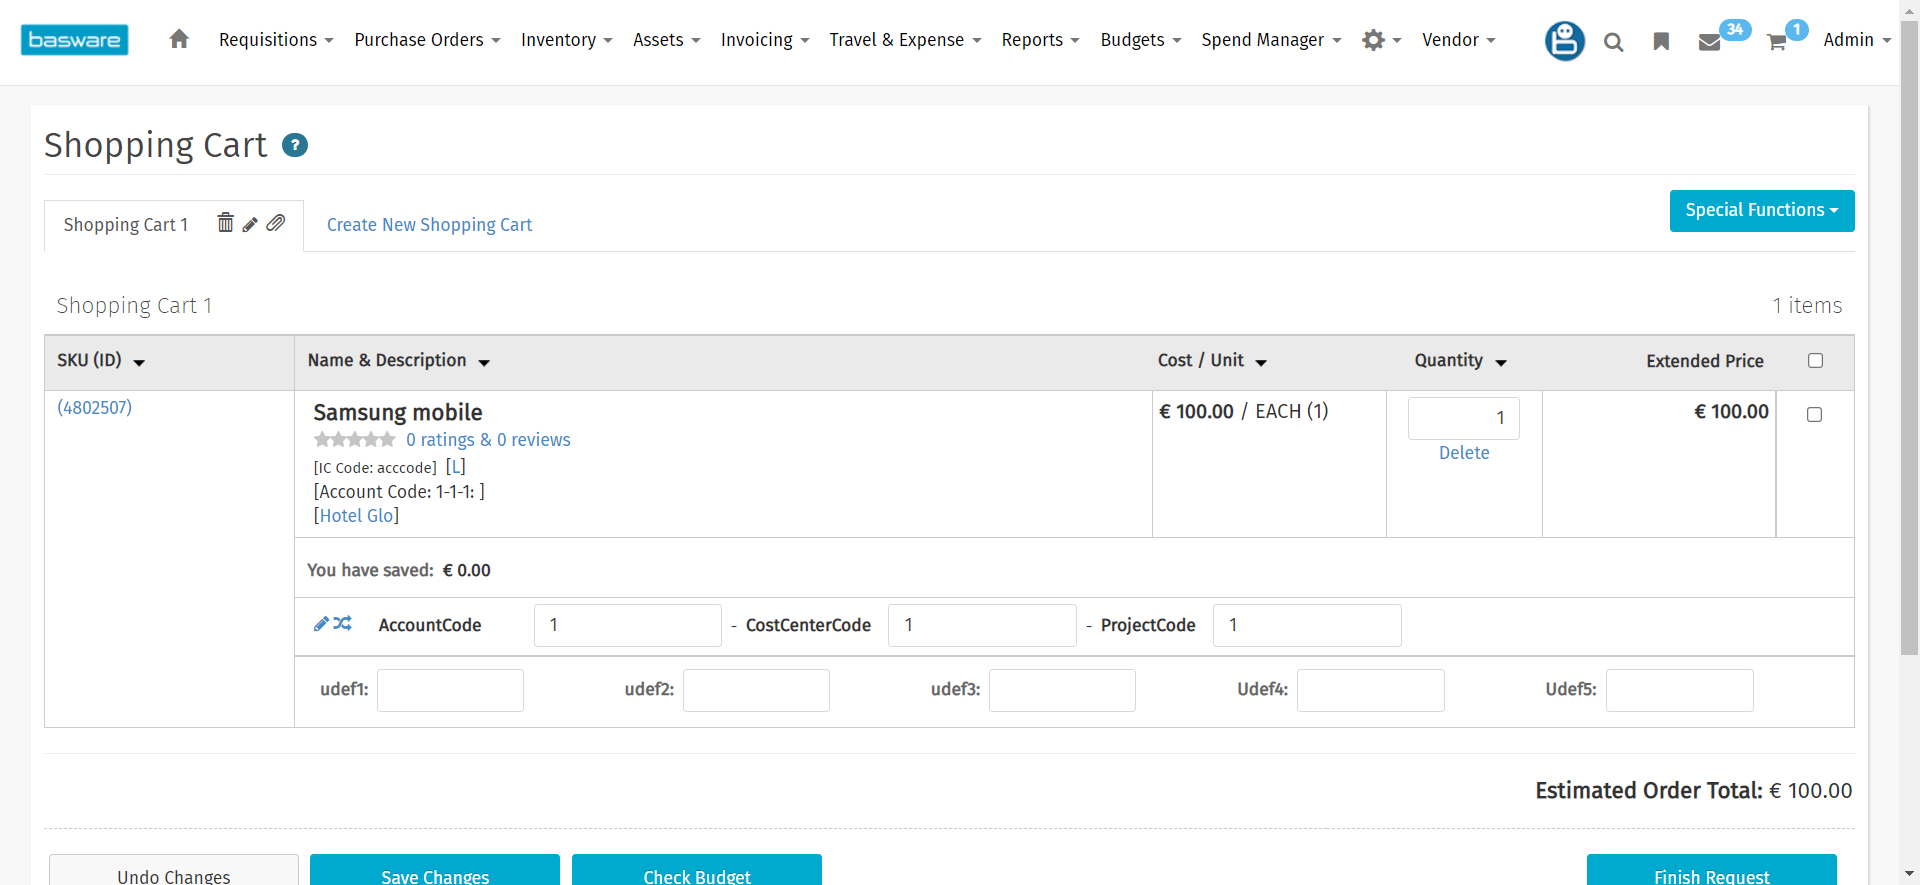 basware Requisitions Purchase Orders Inventory Assets Invoicing Travel & Expense Reports Budgets Spend Manager Vendor 34 1 Admin
Shopping Cart ?
Shopping Cart 1 Create New Shopping Cart Special Functions
Shopping Cart 1 1 items
SKU (ID) Name & Description Cost / Unit Quantity Extended Price
(4802507) Samsung mobile € 100.00 / EACH (1) 1 € 100.00
0 ratings & 0 reviews Delete
[IC Code: acccode] [L]
[Account Code: 1-1-1: ]
[Hotel Glo]
You have saved: € 0.00
AccountCode 1 - CostCenterCode 1 - ProjectCode 1
udef1: udef2: udef3: Udef4: Udef5:
Estimated Order Total: € 100.00
Undo Changes Save Changes Check Budget Finish Request